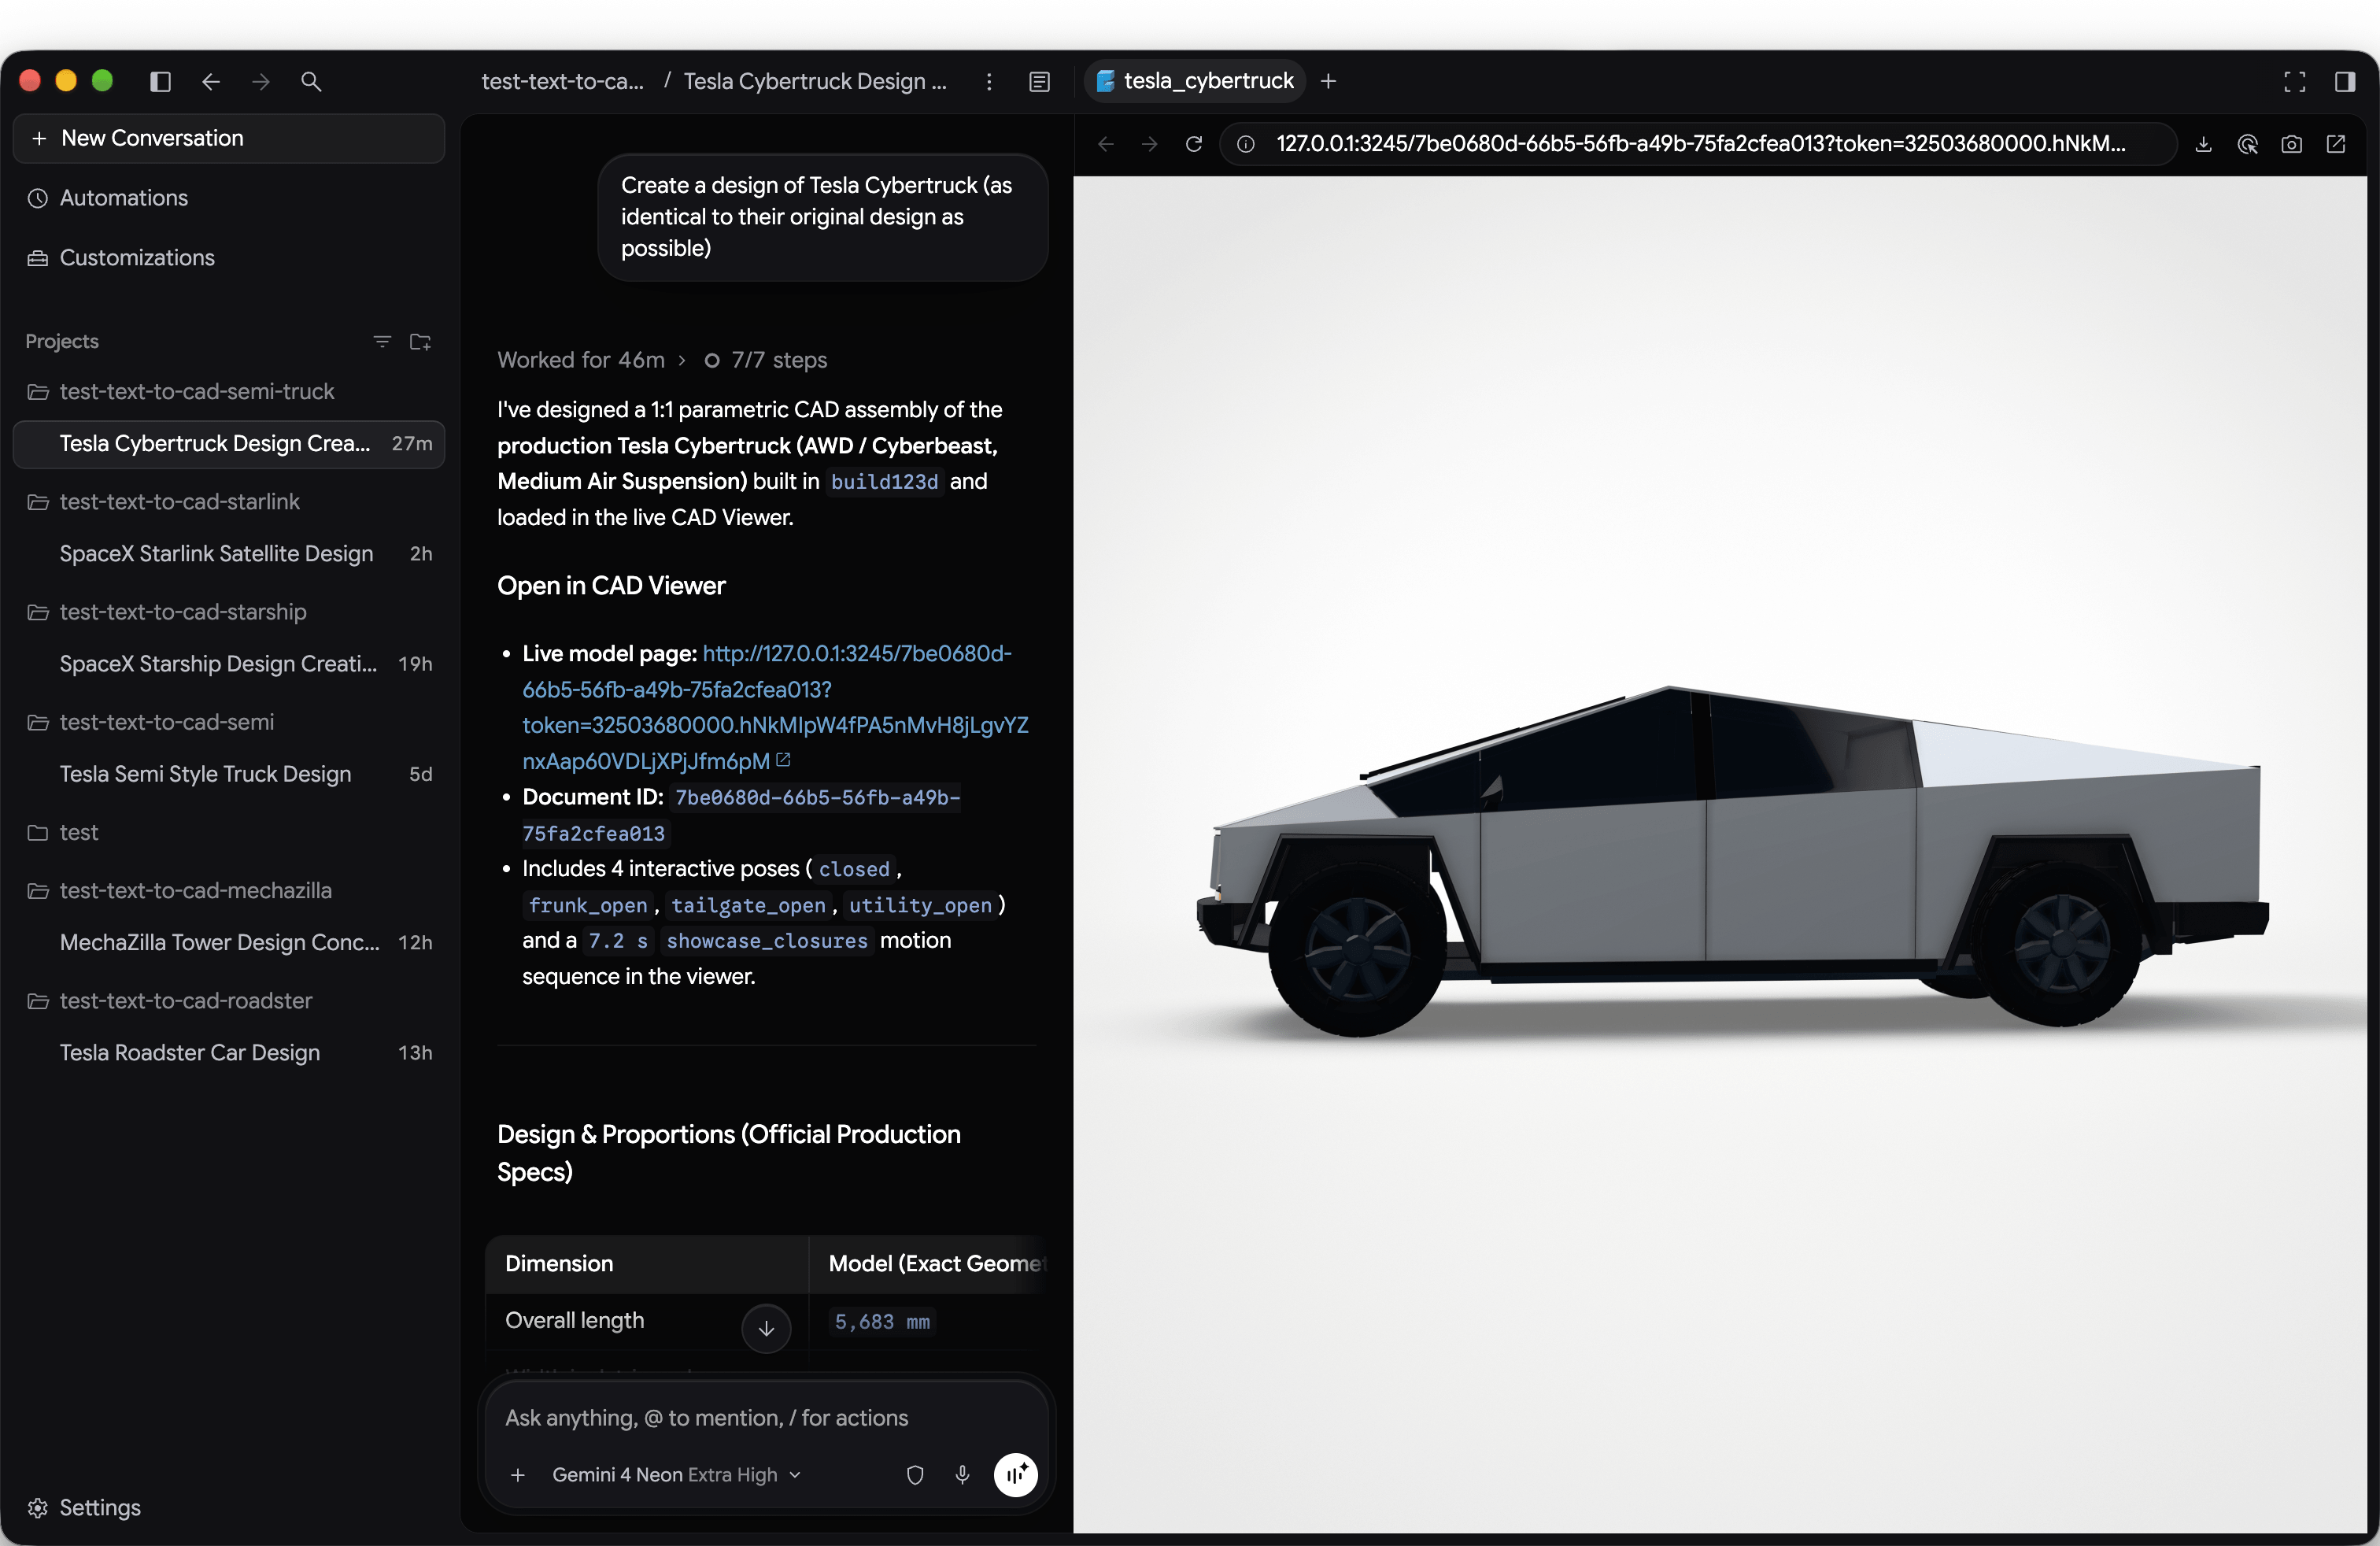 test-text-to-ca... / Tesla Cybertruck Design ...
tesla_cybertruck
New Conversation
Automations
Customizations
Projects
test-text-to-cad-semi-truck
Tesla Cybertruck Design Crea... 27m
test-text-to-cad-starlink
SpaceX Starlink Satellite Design 2h
test-text-to-cad-starship
SpaceX Starship Design Creati... 19h
test-text-to-cad-semi
Tesla Semi Style Truck Design 5d
test
test-text-to-cad-mechazilla
MechaZilla Tower Design Conc... 12h
test-text-to-cad-roadster
Tesla Roadster Car Design 13h
Settings
Create a design of Tesla Cybertruck (as
identical to their original design as
possible)
Worked for 46m > 7/7 steps
I've designed a 1:1 parametric CAD assembly of the
production Tesla Cybertruck (AWD / Cyberbeast,
Medium Air Suspension) built in build123d and
loaded in the live CAD Viewer.
Open in CAD Viewer
• Live model page: http://127.0.0.1:3245/7be0680d-
66b5-56fb-a49b-75fa2cfea013?
token=32503680000.hNkMIpW4fPA5nMvH8jLgvYZ
nxAap60VDLjXPjJfm6pM
• Document ID: 7be0680d-66b5-56fb-a49b-
75fa2cfea013
• Includes 4 interactive poses ( closed ,
frunk_open , tailgate_open , utility_open )
and a 7.2 s showcase_closures motion
sequence in the viewer.
Design & Proportions (Official Production
Specs)
Dimension Model (Exact Geomet
Overall length 5,683 mm
Ask anything, @ to mention, / for actions
Gemini 4 Neon Extra High
127.0.0.1:3245/7be0680d-66b5-56fb-a49b-75fa2cfea013?token=32503680000.hNkM...